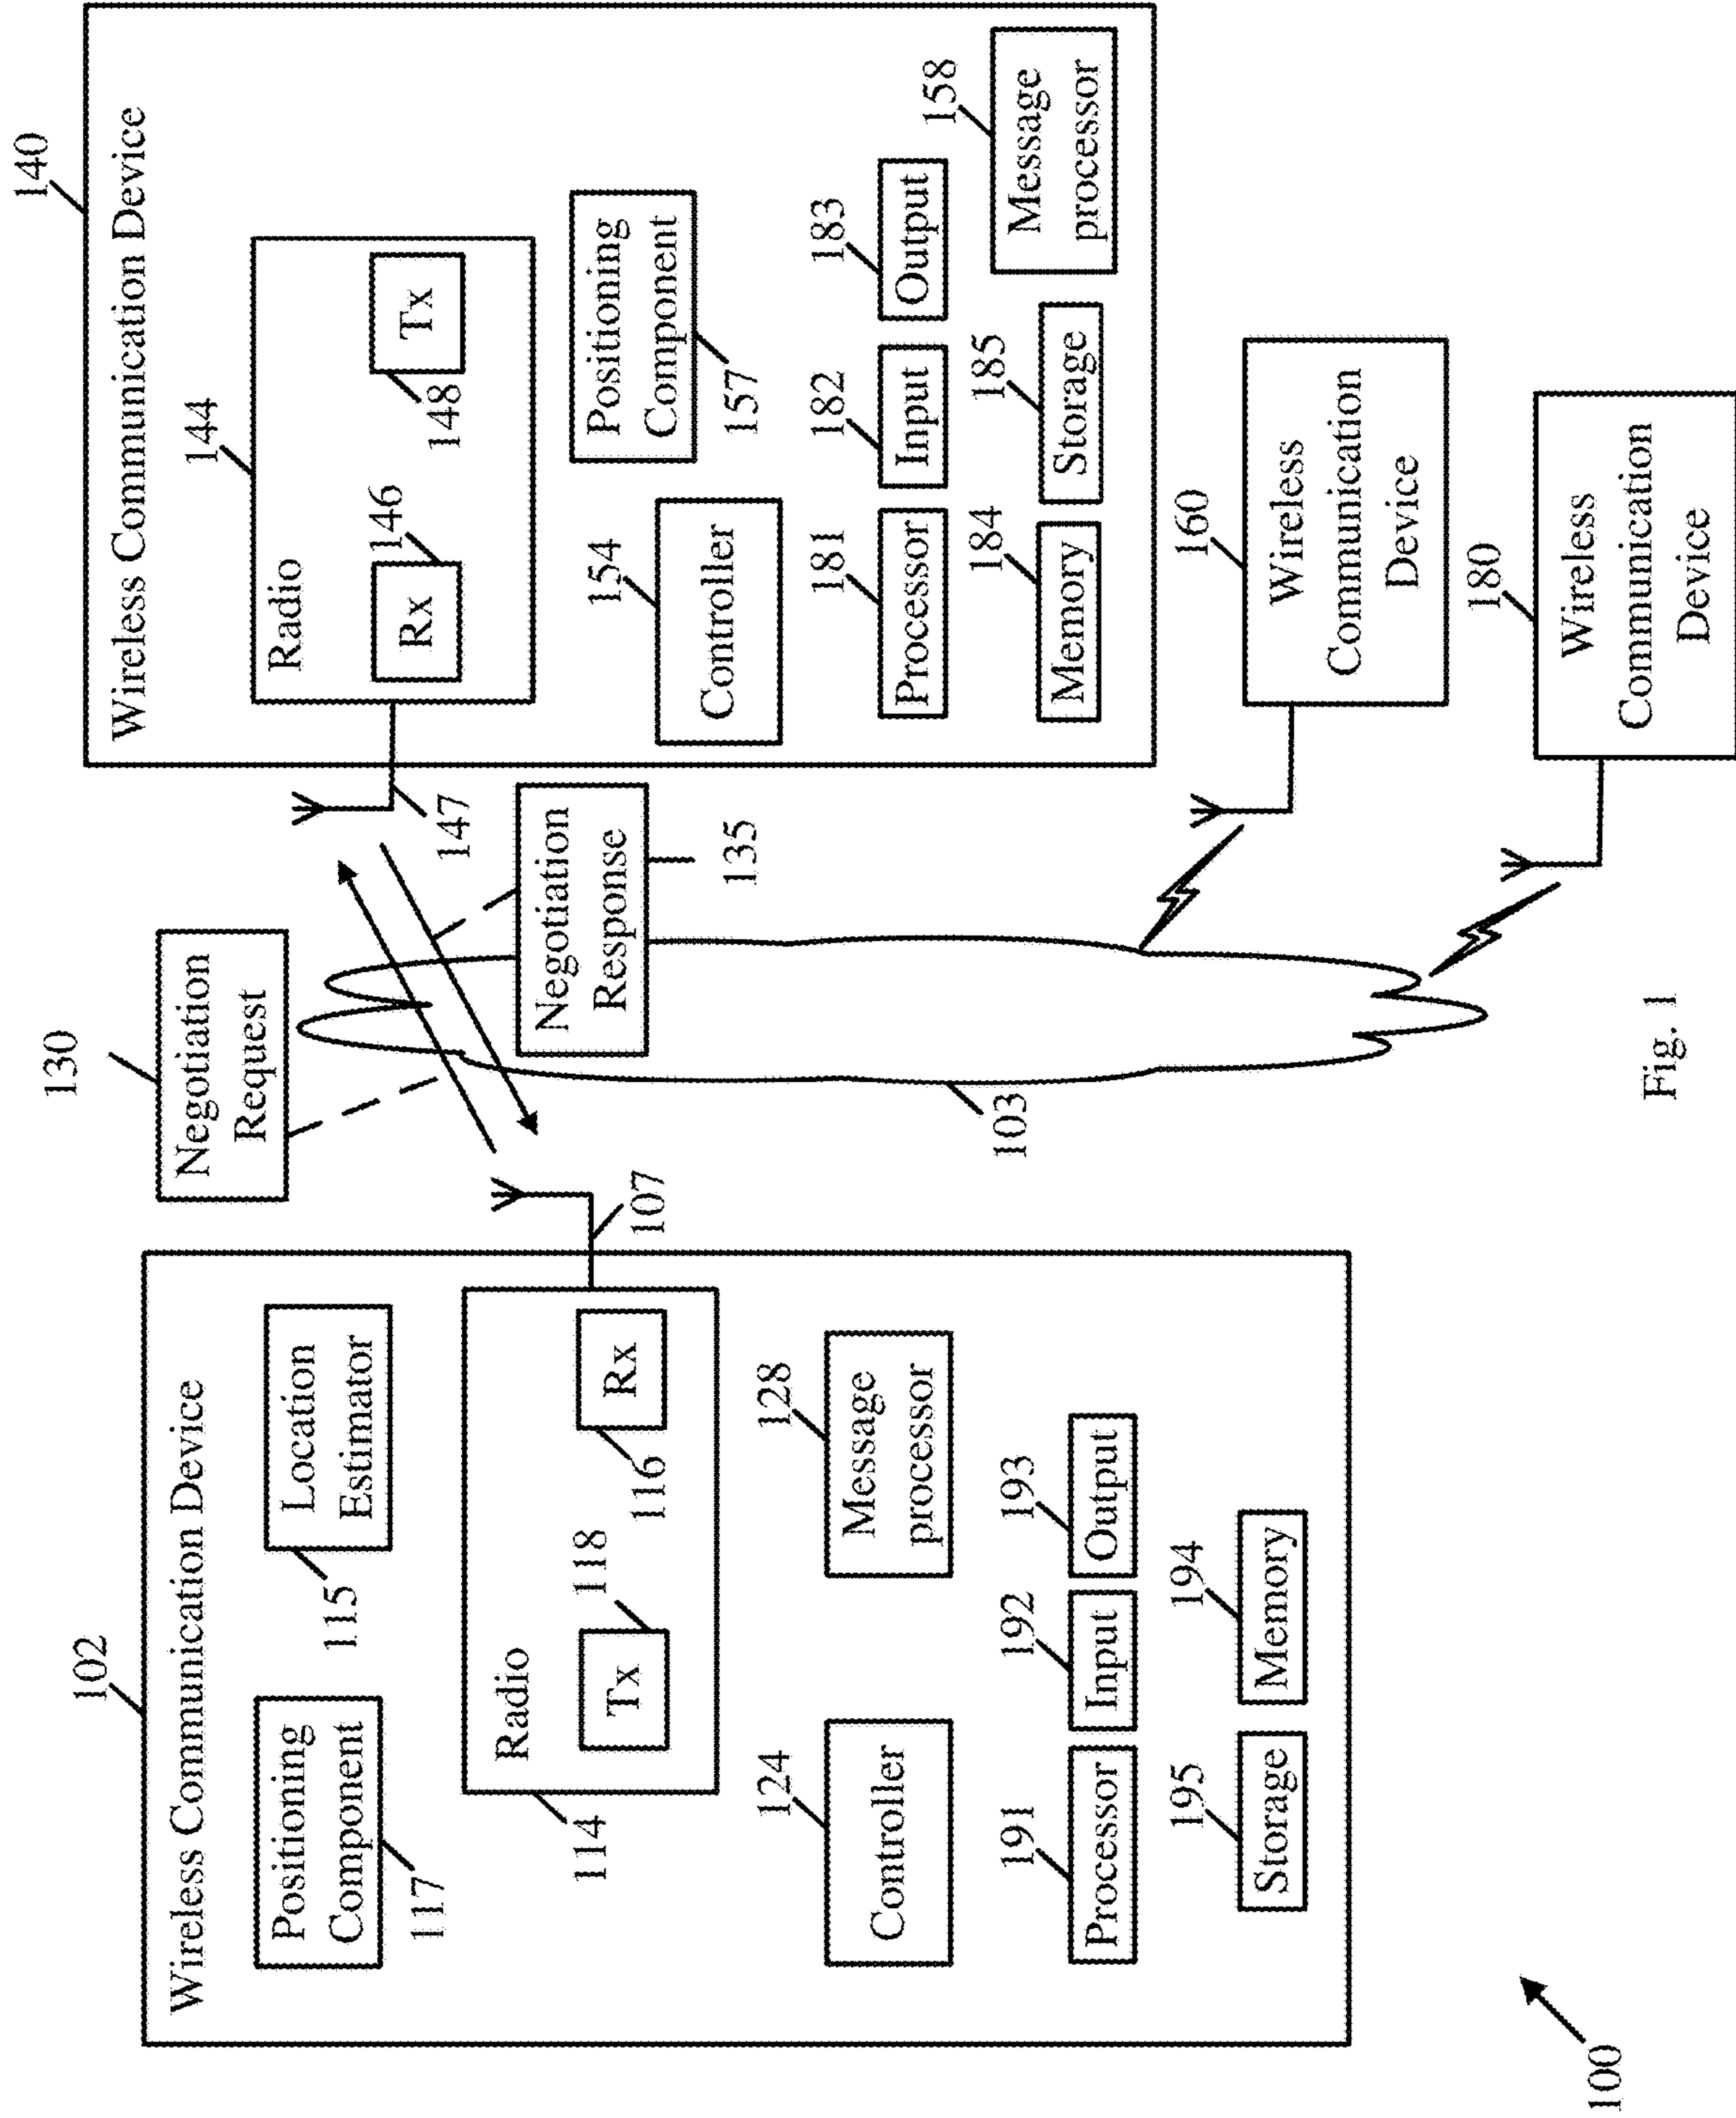 102
Wireless Communication Device
Positioning
Component
117
Location
Estimator
115
Radio
114
Tx
118
Rx
116
107
124
Controller
128
Message
processor
191
Processor
192
Input
193
Output
195
Storage
194
Memory
130
Negotiation
Request
Negotiation
Response
135
103
140
Wireless Communication Device
144
Radio
146
Rx
148
Tx
147
154
Controller
Positioning
Component
157
181
Processor
182
Input
183
Output
184
Memory
185
Storage
158
Message
processor
160
Wireless
Communication
Device
180
Wireless
Communication
Device
100
Fig. 1